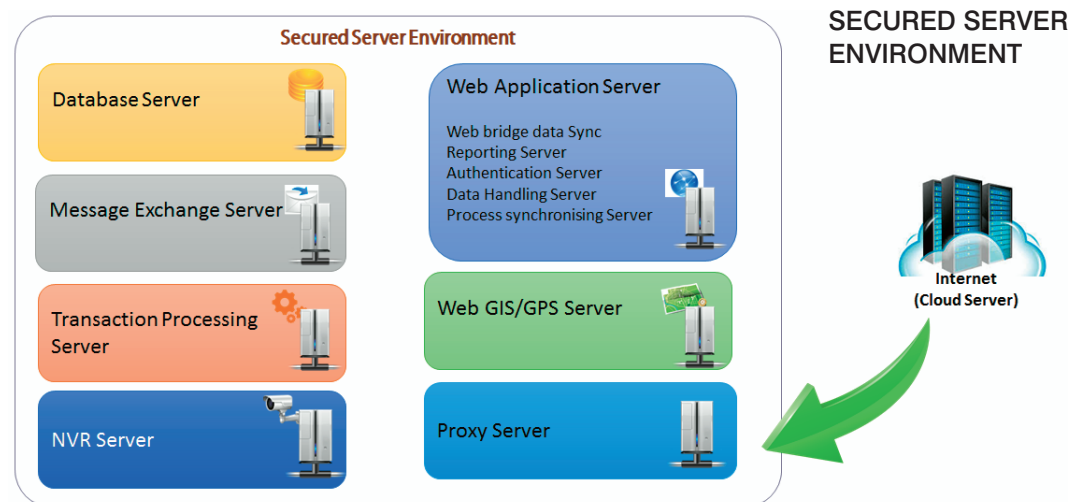 SECURED SERVER
ENVIRONMENT
Secured Server Environment
Database Server
Message Exchange Server
Transaction Processing
Server
NVR Server
Web Application Server
Web bridge data Sync
Reporting Server
Authentication Server
Data Handling Server
Process synchronising Server
Web GIS/GPS Server
Proxy Server
Internet
(Cloud Server)